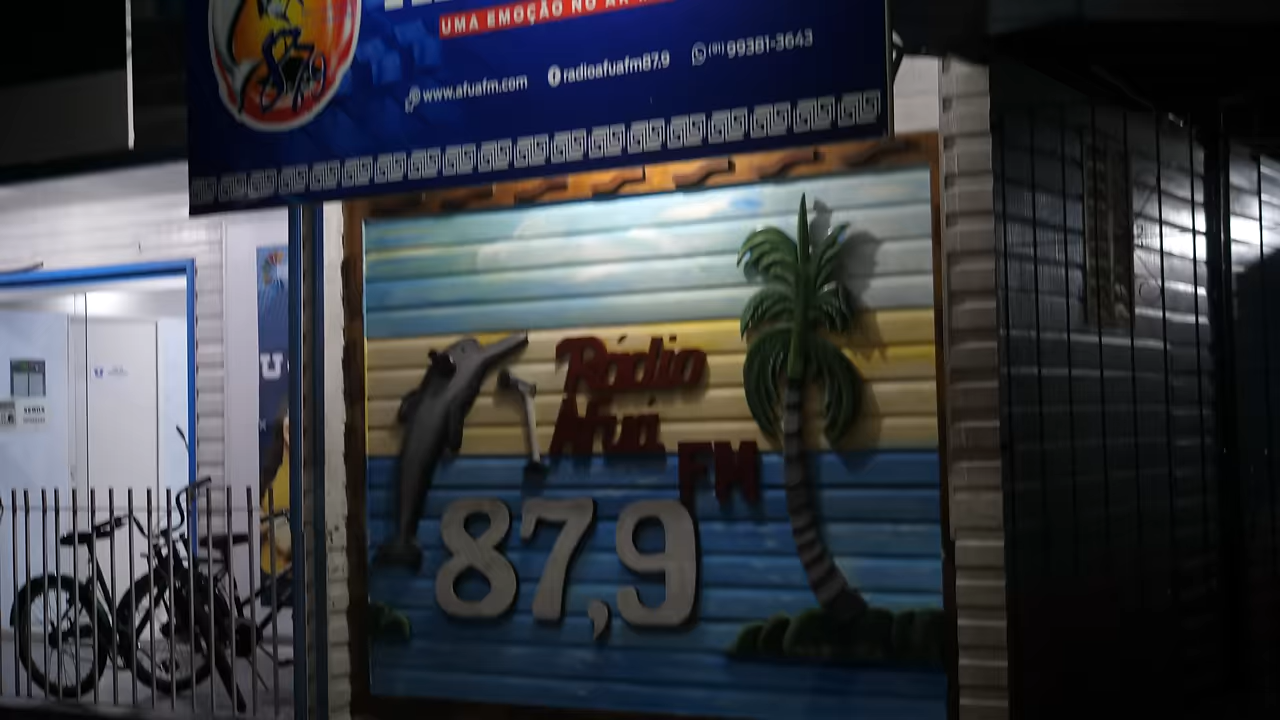 UMA EMOÇÃO NO AR
www.afuafm.com
radioafuafm87.9
(91) 99381-3643
Rádio
Afuá
FM
87,9